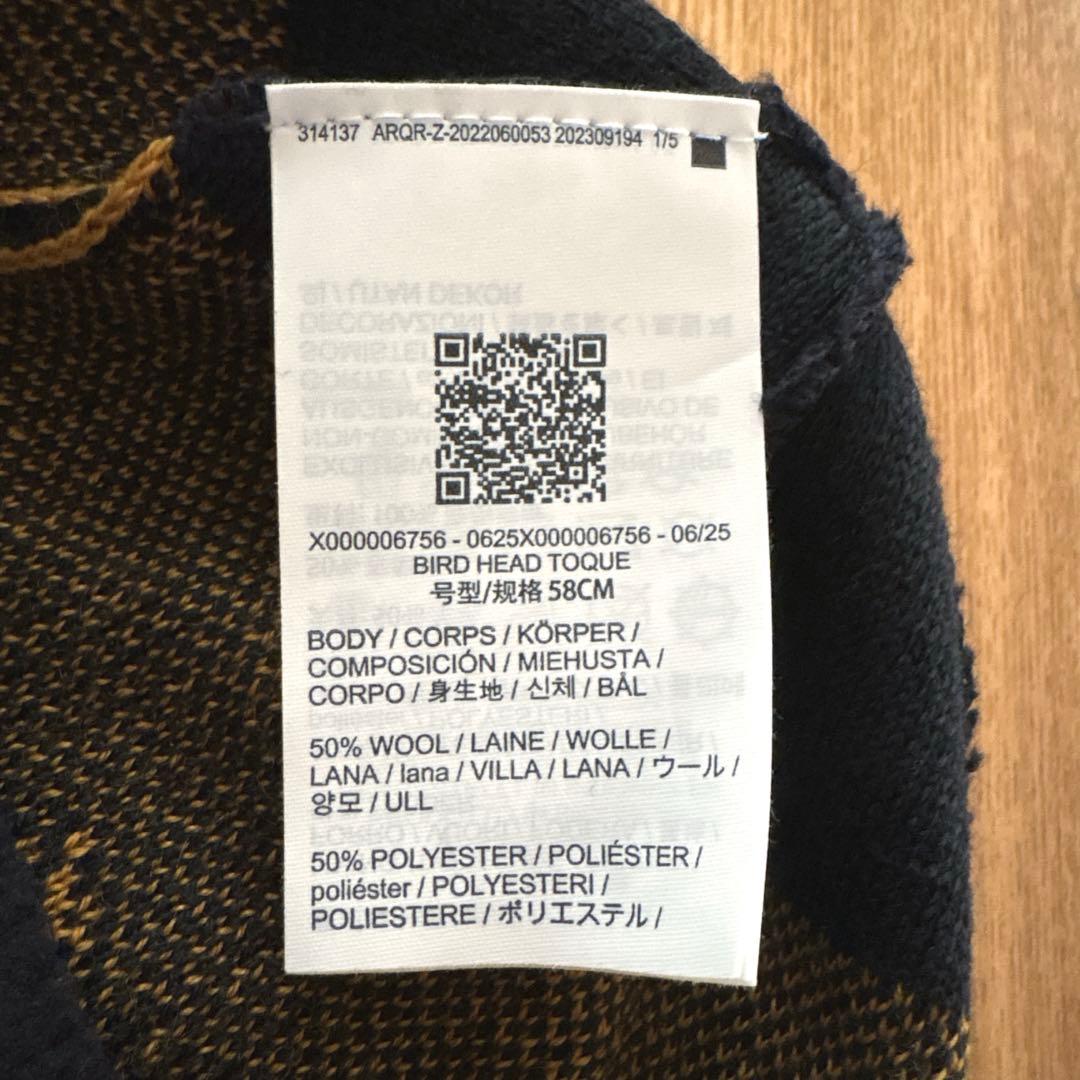 314137 ARQR-Z-2022060053 202309194 1/5
X000006756 - 0625X000006756 - 06/25
BIRD HEAD TOQUE
号型/规格 58CM
BODY / CORPS / KÖRPER /
COMPOSICIÓN / MIEHUSTA /
CORPO / 身生地 / 신체 / BÅL
50% WOOL / LAINE / WOLLE /
LANA / lana / VILLA / LANA / ウール /
양모 / ULL
50% POLYESTER / POLIÉSTER /
poliéster / POLYESTERI /
POLIESTERE / ポリエステル /